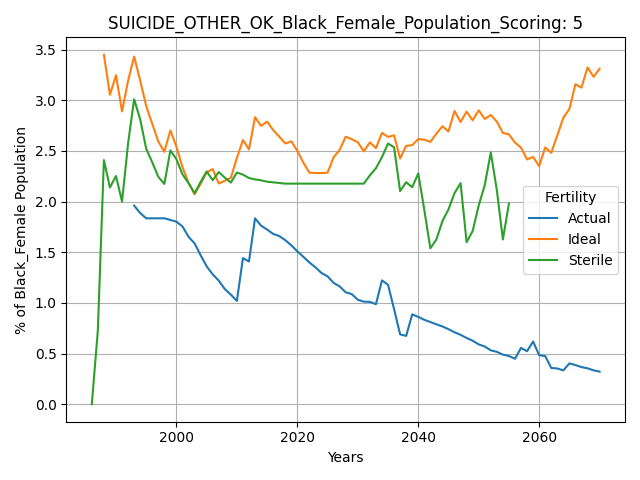 SUICIDE_OTHER_OK_Black_Female_Population_Scoring: 5
% of Black_Female Population
3.5
3.0
2.5
2.0
1.5
1.0
0.5
0.0
Fertility
Actual
Ideal
Sterile
2000
2020
2040
2060
Years